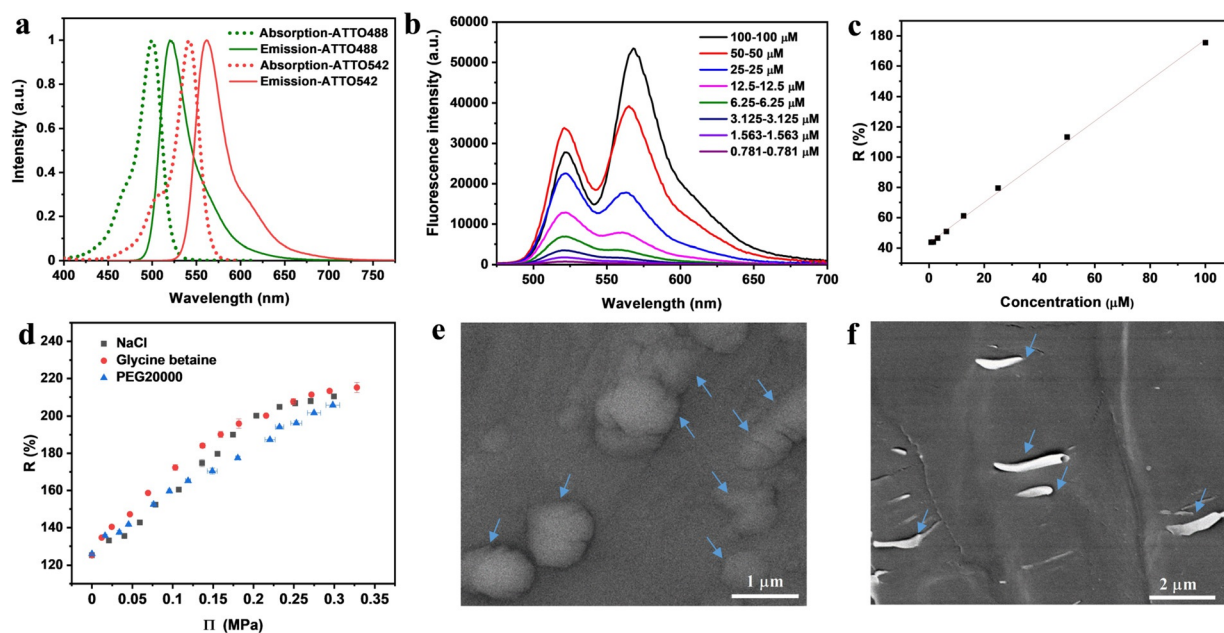 a
Intensity (a.u.)
1
0.8
0.6
0.4
0.2
0
400 450 500 550 600 650 700 750
Wavelength (nm)
Absorption-ATTO488
Emission-ATTO488
Absorption-ATTO542
Emission-ATTO542
b
Fluorescence intensity (a.u.)
60000
50000
40000
30000
20000
10000
0
500 550 600 650 700
Wavelength (nm)
100-100 μM
50-50 μM
25-25 μM
12.5-12.5 μM
6.25-6.25 μM
3.125-3.125 μM
1.563-1.563 μM
0.781-0.781 μM
c
R (%)
180
160
140
120
100
80
60
40
0 20 40 60 80 100
Concentration (μM)
d
R (%)
240
220
200
180
160
140
120
0 0.05 0.1 0.15 0.2 0.25 0.3 0.35
Π (MPa)
NaCl
Glycine betaine
PEG20000
e
1 μm
f
2 μm